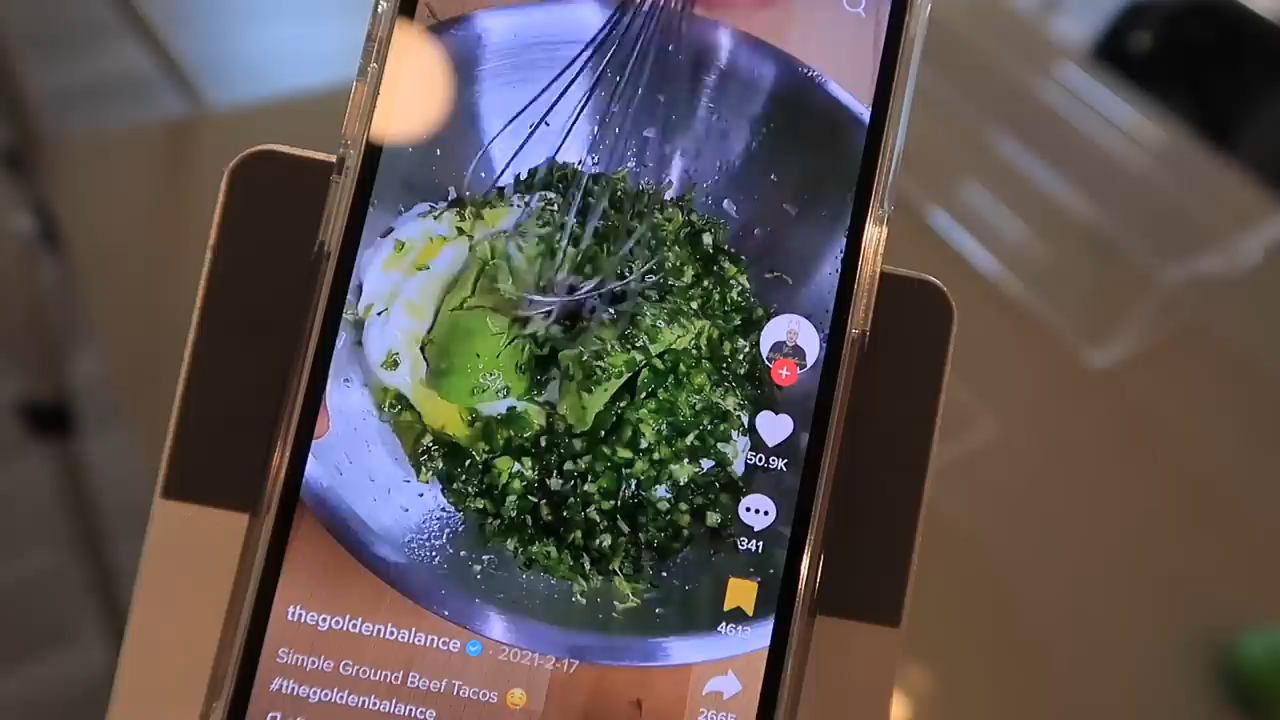 50.9K
341
4613
thegoldenbalance · 2021-2-17
Simple Ground Beef Tacos 🤤
#thegoldenbalance
2665